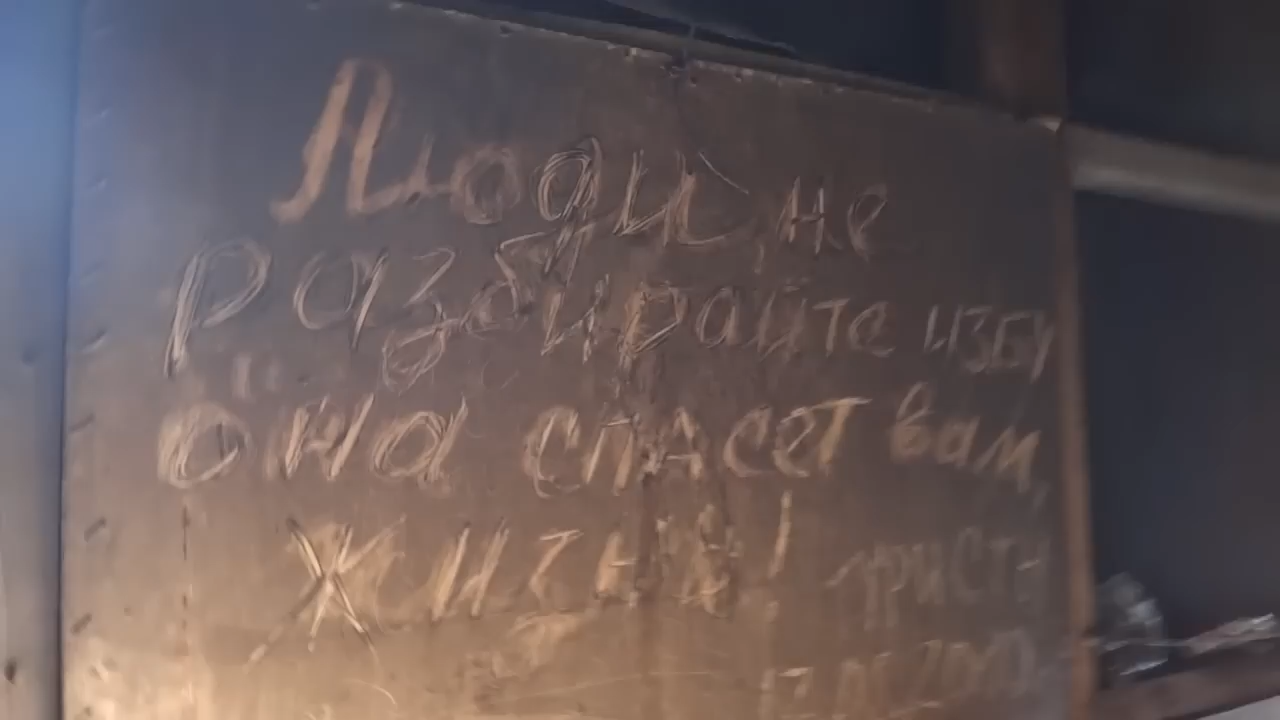 Люди, не
разбирайте избу
она спасет вам
жизнь!